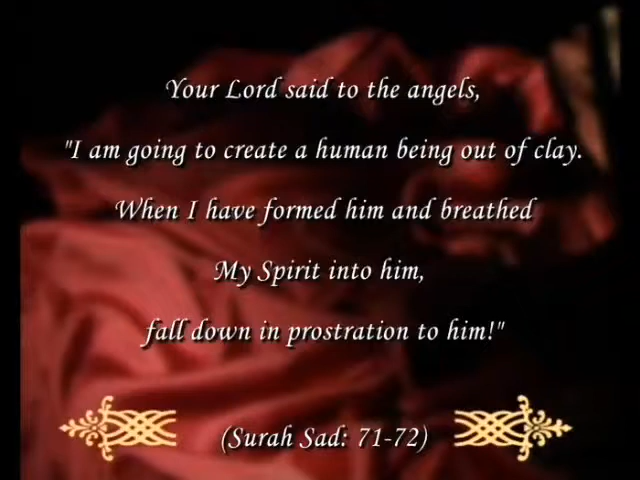 Your Lord said to the angels,
"I am going to create a human being out of clay.
When I have formed him and breathed
My Spirit into him,
fall down in prostration to him!"
(Surah Sad: 71-72)